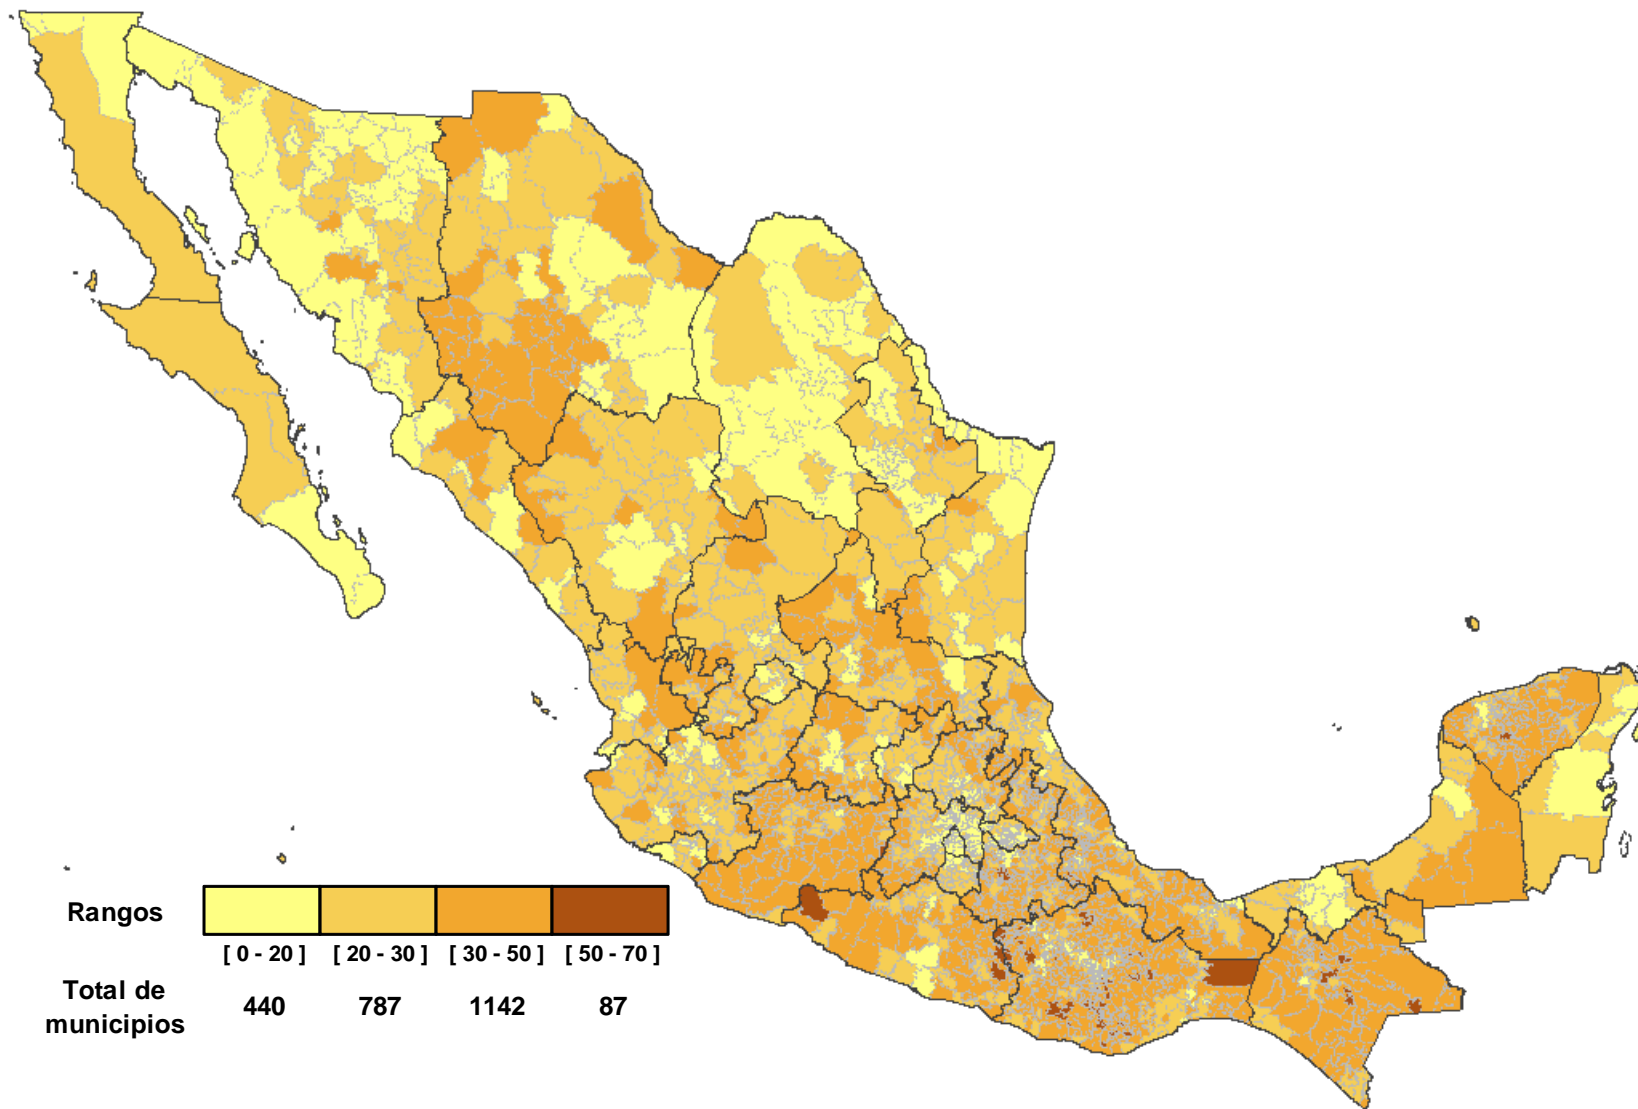 Rangos
[ 0 - 20 ] [ 20 - 30 ] [ 30 - 50 ] [ 50 - 70 ]
Total de
municipios
440 787 1142 87